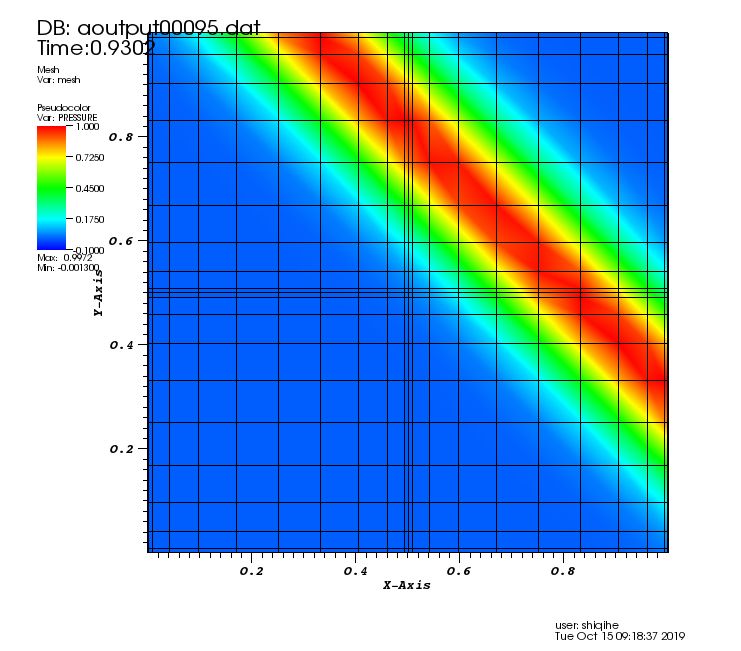 DB: aoutput00095.dat
Time:0.9302
Mesh
Var: mesh
Pseudocolor
Var: PRESSURE
1.000
0.7250
0.4500
0.1750
-0.1000
Max: 0.9972
Min: -0.001300
0.8
0.6
0.4
0.2
Y-Axis
0.2 0.4 0.6 0.8
X-Axis
user: shiqihe
Tue Oct 15 09:18:37 2019